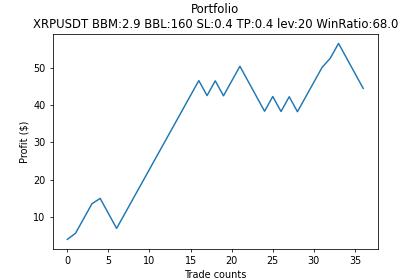 Portfolio
XRPUSDT BBM:2.9 BBL:160 SL:0.4 TP:0.4 lev:20 WinRatio:68.0
Profit ($)
50
40
30
20
10
0 5 10 15 20 25 30 35
Trade counts